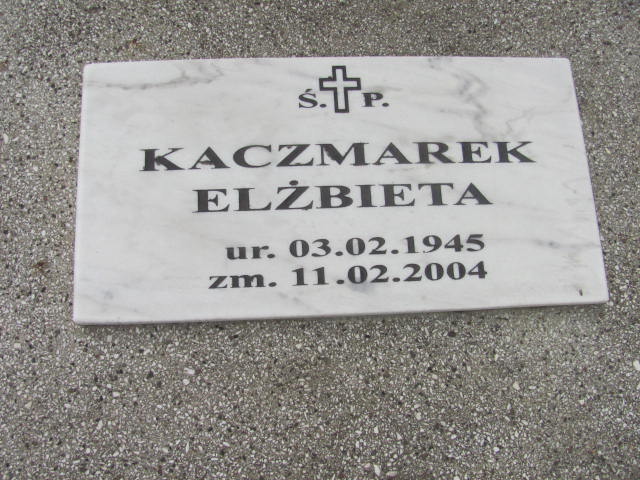 Ś. P.
KACZMAREK
ELŻBIETA
ur. 03.02.1945
zm. 11.02.2004